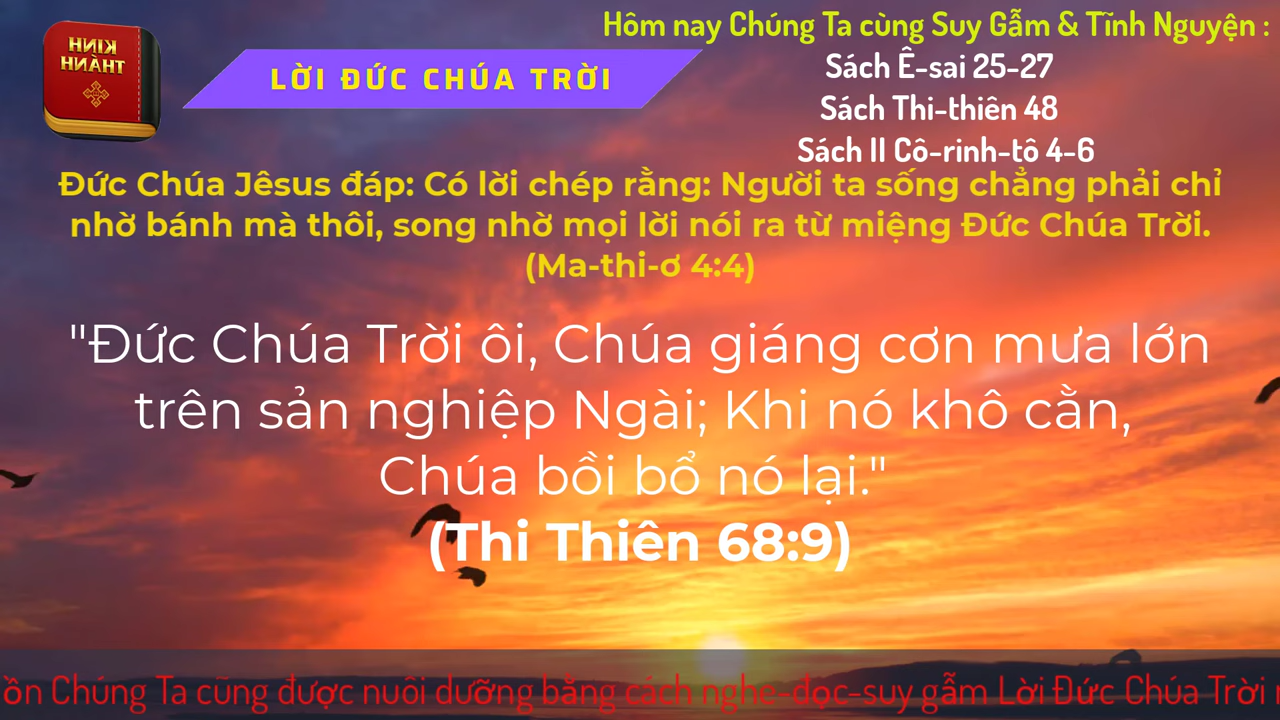 KINH
THÁNH
LỜI ĐỨC CHÚA TRỜI
Hôm nay Chúng Ta cùng Suy Gẫm & Tĩnh Nguyện :
Sách Ê-sai 25-27
Sách Thi-thiên 48
Sách II Cô-rinh-tô 4-6
Đức Chúa Jêsus đáp: Có lời chép rằng: Người ta sống chẳng phải chỉ
nhờ bánh mà thôi, song nhờ mọi lời nói ra từ miệng Đức Chúa Trời.
(Ma-thi-ơ 4:4)
"Đức Chúa Trời ôi, Chúa giáng cơn mưa lớn
trên sản nghiệp Ngài; Khi nó khô cằn,
Chúa bồi bổ nó lại."
(Thi Thiên 68:9)
Chúng Ta cũng được nuôi dưỡng bằng cách nghe-đọc-suy gẫm Lời Đức Chúa Trời